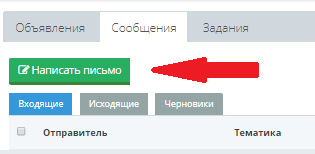 Объявления Сообщения Задания
Написать письмо
Входящие Исходящие Черновики
Отправитель Тематика